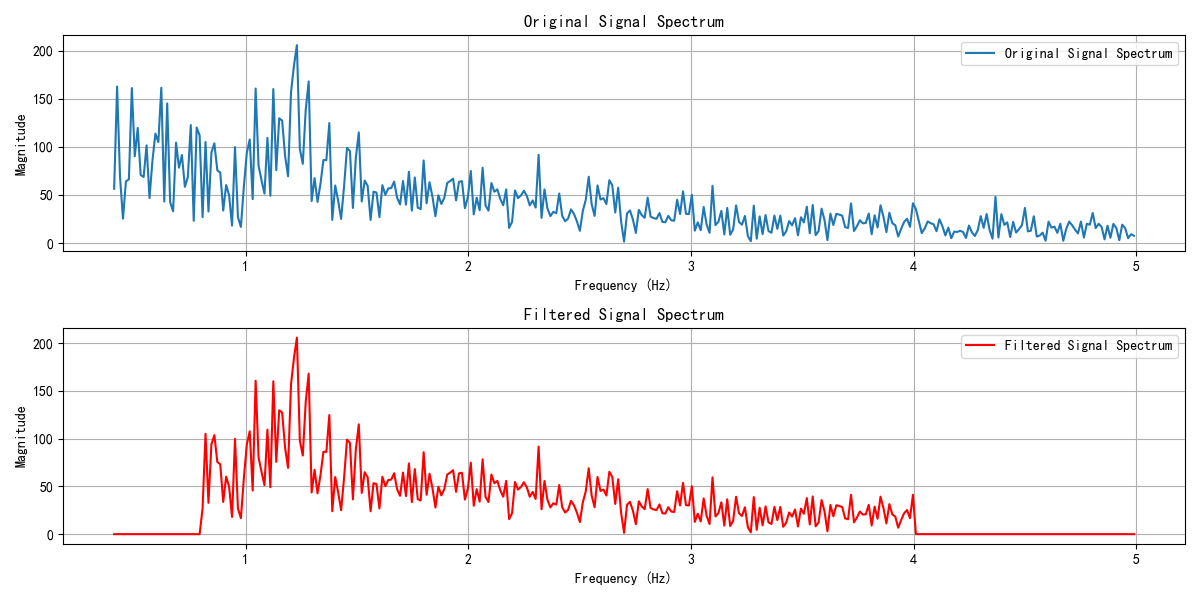 Original Signal Spectrum
Original Signal Spectrum
200
150
100
50
0
Magnitude
1 2 3 4 5
Frequency (Hz)
Filtered Signal Spectrum
Filtered Signal Spectrum
200
150
100
50
0
Magnitude
1 2 3 4 5
Frequency (Hz)